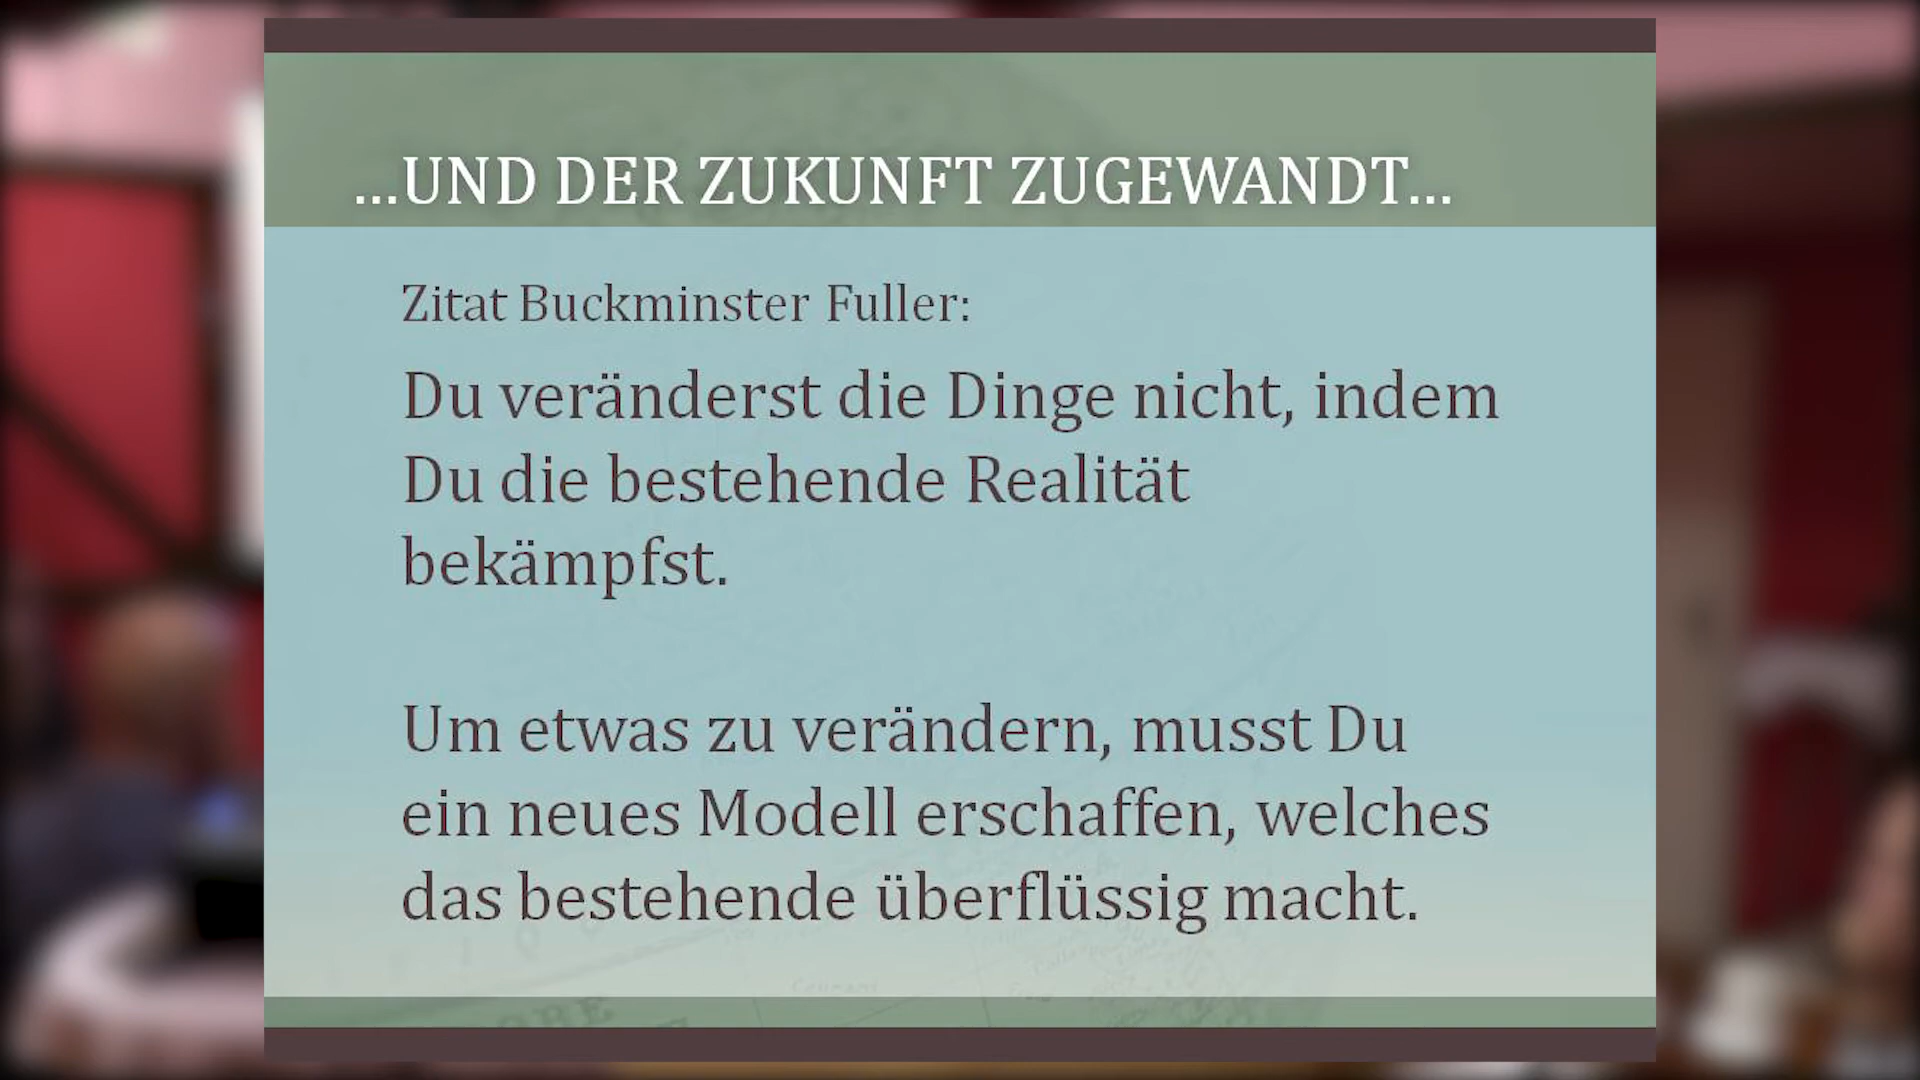 ...UND DER ZUKUNFT ZUGEWANDT...
Zitat Buckminster Fuller:
Du veränderst die Dinge nicht, indem
Du die bestehende Realität
bekämpfst.
Um etwas zu verändern, musst Du
ein neues Modell erschaffen, welches
das bestehende überflüssig macht.